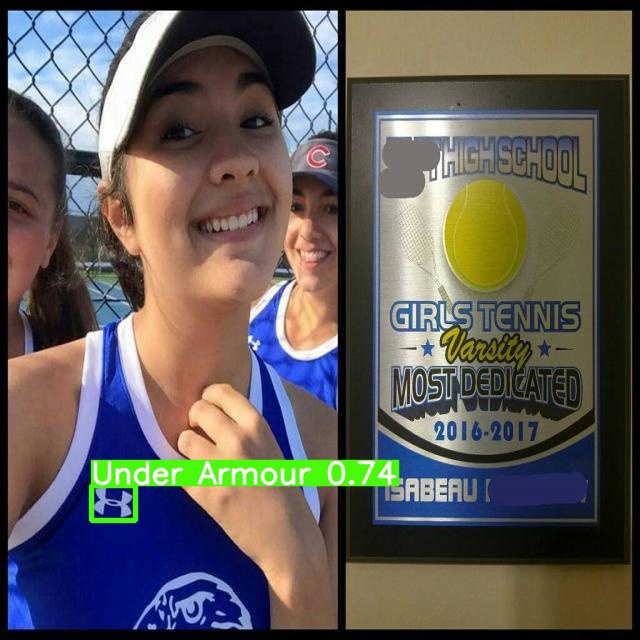 C
Under Armour 0.74
HIGH SCHOOL
GIRLS TENNIS
Varsity
MOST DEDICATED
2016-2017
ISABEAU